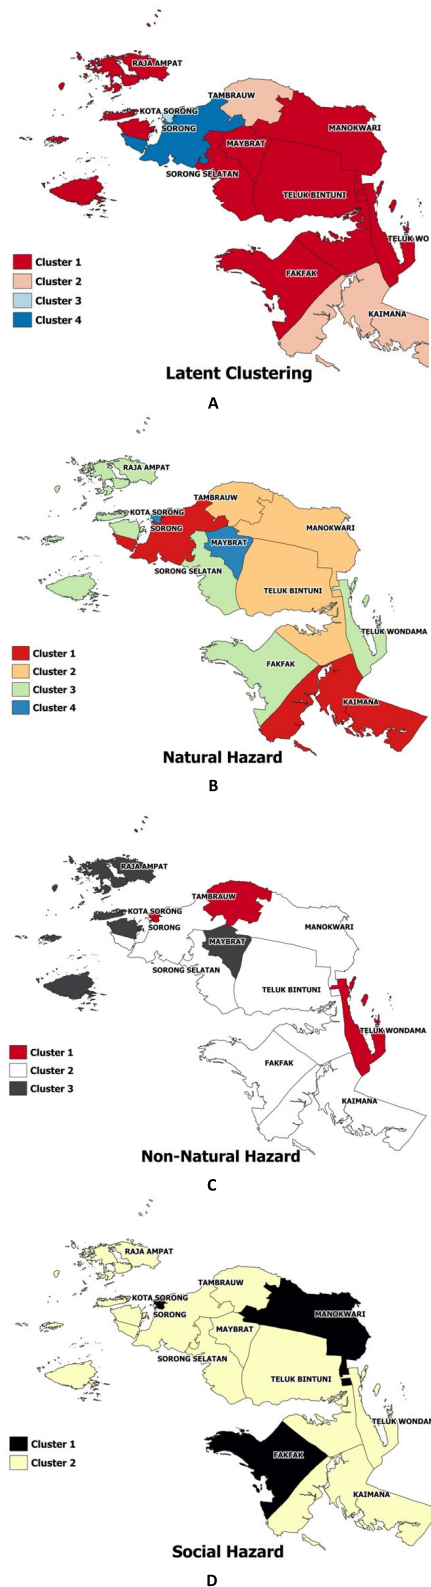 RAJA AMPAT
TAMBRAUW
KOTA SORONG
SORONG
MANOKWARI
MAYBRAT
SORONG SELATAN
TELUK BINTUNI
TELUK WO
FAKFAK
KAIMANA
Cluster 1
Cluster 2
Cluster 3
Cluster 4
Latent Clustering
A
RAJA AMPAT
TAMBRAUW
KOTA SORONG
SORONG
MANOKWARI
MAYBRAT
SORONG SELATAN
TELUK BINTUNI
TELUK WONDAMA
FAKFAK
KAIMANA
Cluster 1
Cluster 2
Cluster 3
Cluster 4
Natural Hazard
B
RAJA AMPAT
TAMBRAUW
KOTA SORONG
SORONG
MANOKWARI
MAYBRAT
SORONG SELATAN
TELUK BINTUNI
TELUK WONDAMA
FAKFAK
KAIMANA
Cluster 1
Cluster 2
Cluster 3
Non-Natural Hazard
C
RAJA AMPAT
TAMBRAUW
KOTA SORONG
SORONG
MANOKWARI
MAYBRAT
SORONG SELATAN
TELUK BINTUNI
TELUK WONDAM
FAKFAK
KAIMANA
Cluster 1
Cluster 2
Social Hazard
D